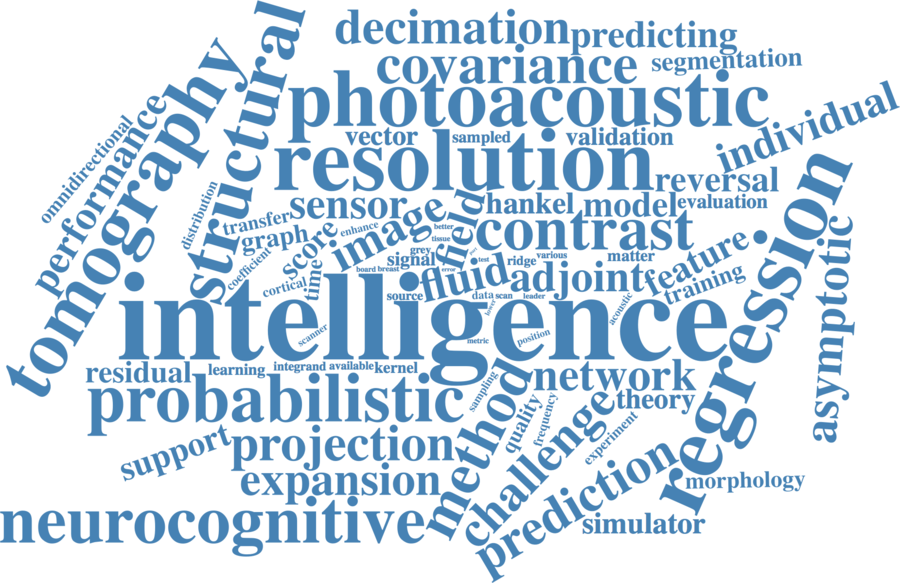 decimation
predicting
structural
covariance
segmentation
tomography
photoacoustic
individual
performance
omnidirectional
vector
sampled
validation
resolution
reversal
distribution
transfer
sensor
image
field
better
hankel
model
evaluation
graph
score
enhance
tissue
contrast
regression
asymptotic
coefficient
time
grey
signal
test
ridge
various
matter
feature
cortical
board
breast
error
fluid
adjoint
training
intelligence
source
data
scan
leader
lower
acoustic
scanner
metric
position
residual
learning
integrand
available
kernel
network
probabilistic
sampling
method
quality
frequency
challenge
theory
support
projection
experiment
expansion
prediction
morphology
neurocognitive
simulator